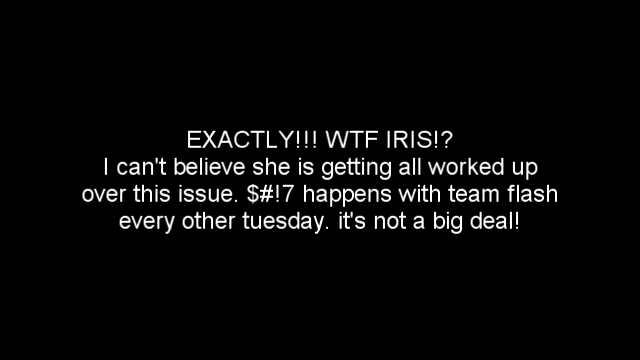 EXACTLY!!! WTF IRIS!?
I can't believe she is getting all worked up
over this issue. $#!7 happens with team flash
every other tuesday. it's not a big deal!